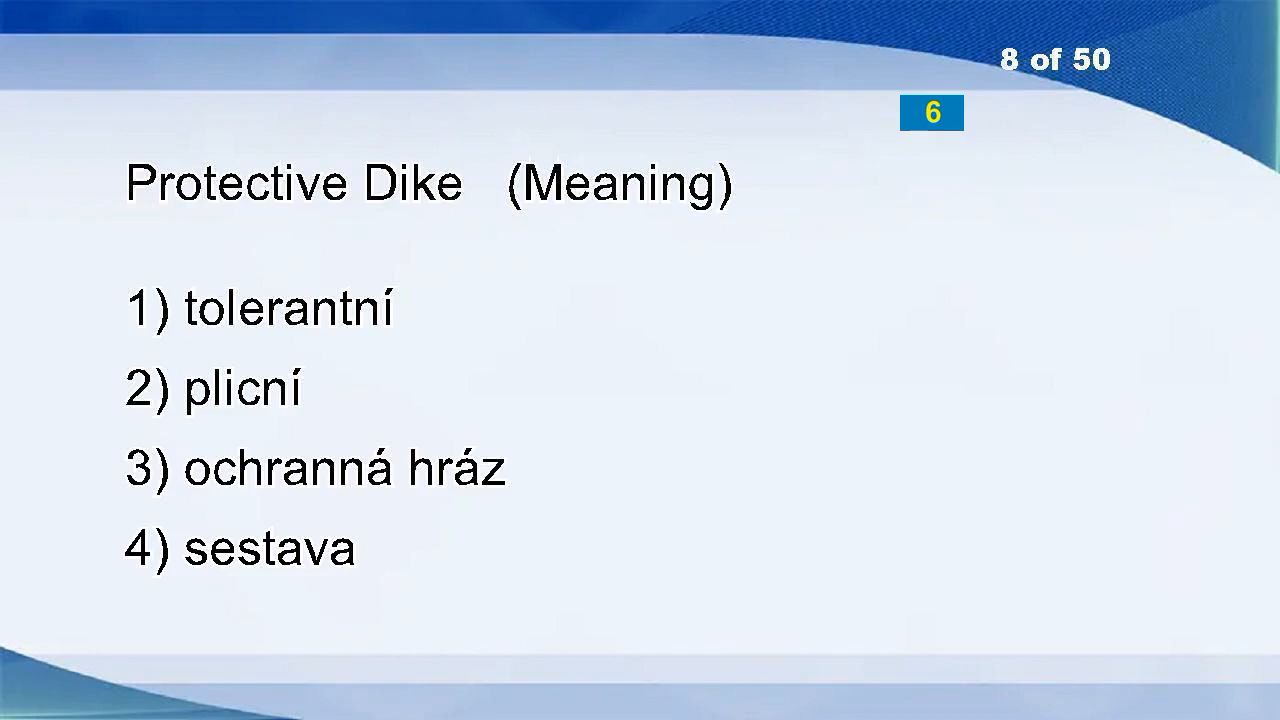 8 of 50
6
Protective Dike (Meaning)
1) tolerantní
2) plicní
3) ochranná hráz
4) sestava